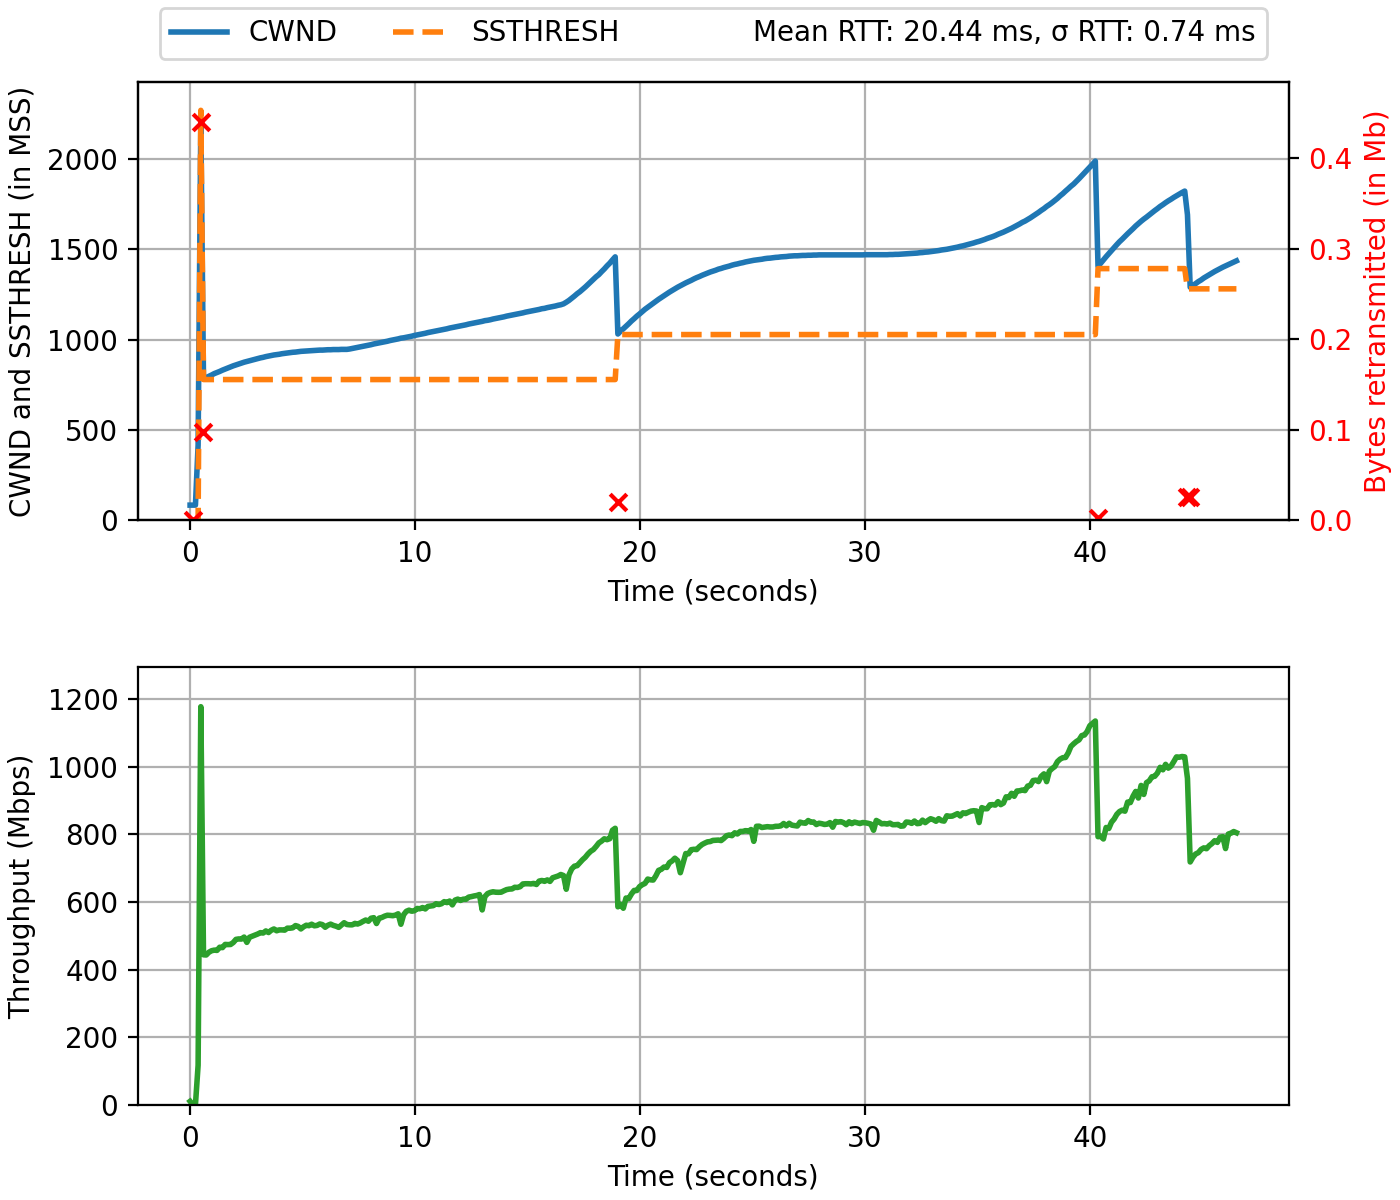 CWND SSTHRESH Mean RTT: 20.44 ms, σ RTT: 0.74 ms
CWND and SSTHRESH (in MSS)
2000
1500
1000
500
0
0.4
0.3
0.2
0.1
0.0
Bytes retransmitted (in Mb)
0 10 20 30 40
Time (seconds)
Throughput (Mbps)
1200
1000
800
600
400
200
0
0 10 20 30 40
Time (seconds)